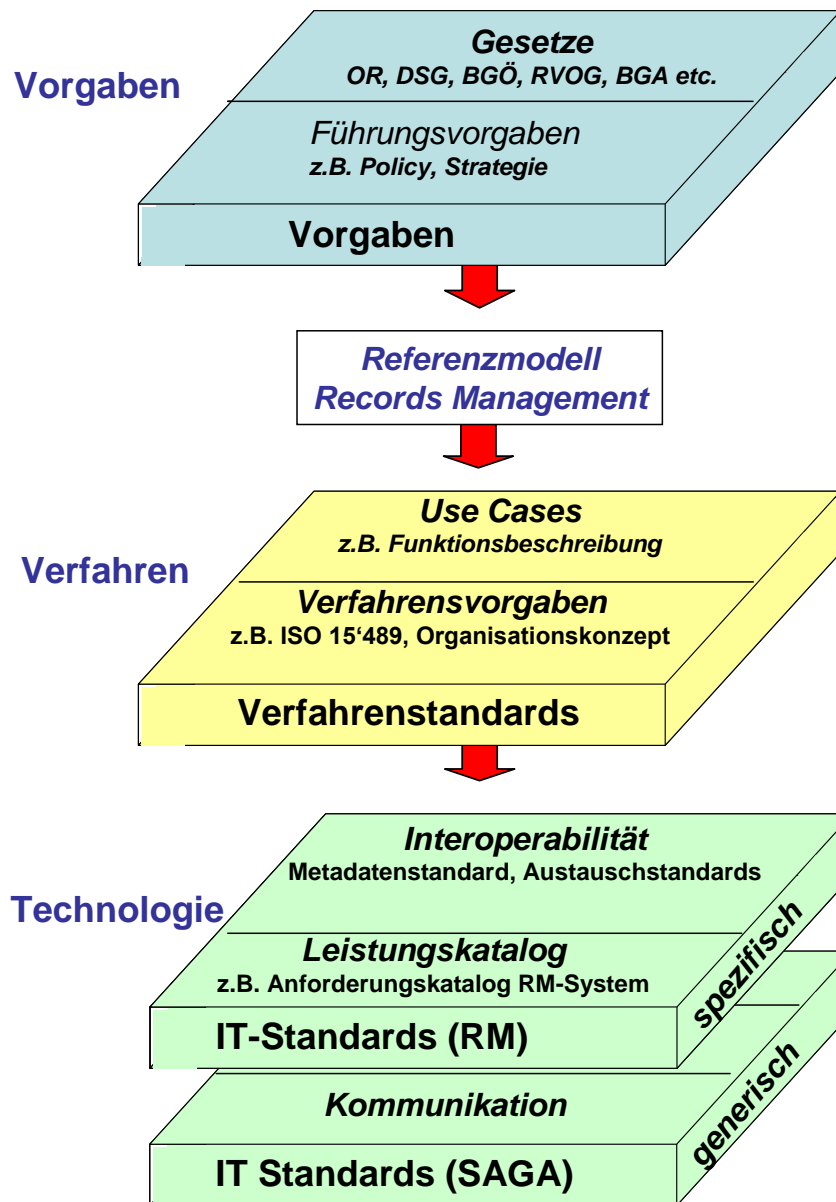 Vorgaben
Gesetze
OR, DSG, BGÖ, RVOG, BGA etc.
Führungsvorgaben
z.B. Policy, Strategie
Vorgaben
Referenzmodell
Records Management
Verfahren
Use Cases
z.B. Funktionsbeschreibung
Verfahrensvorgaben
z.B. ISO 15‘489, Organisationskonzept
Verfahrenstandards
Technologie
Interoperabilität
Metadatenstandard, Austauschstandards
Leistungskatalog
z.B. Anforderungskatalog RM-System
IT-Standards (RM)
spezifisch
Kommunikation
IT Standards (SAGA)
generisch